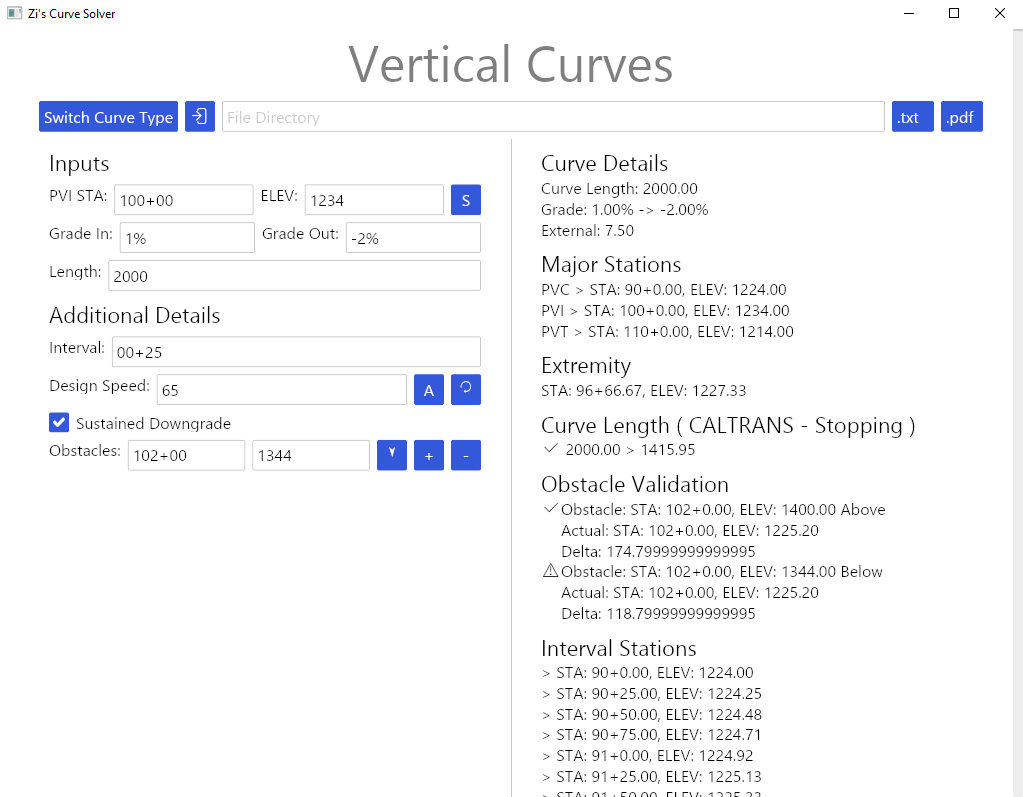 Zi's Curve Solver
Vertical Curves
Switch Curve Type
File Directory
.txt
.pdf
Inputs
PVI STA: 100+00 ELEV: 1234 S
Grade In: 1% Grade Out: -2%
Length: 2000
Additional Details
Interval: 00+25
Design Speed: 65 A
Sustained Downgrade
Obstacles: 102+00 1344 + -
Curve Details
Curve Length: 2000.00
Grade: 1.00% -> -2.00%
External: 7.50
Major Stations
PVC > STA: 90+0.00, ELEV: 1224.00
PVI > STA: 100+0.00, ELEV: 1234.00
PVT > STA: 110+0.00, ELEV: 1214.00
Extremity
STA: 96+66.67, ELEV: 1227.33
Curve Length ( CALTRANS - Stopping )
2000.00 > 1415.95
Obstacle Validation
Obstacle: STA: 102+0.00, ELEV: 1400.00 Above
Actual: STA: 102+0.00, ELEV: 1225.20
Delta: 174.79999999999995
Obstacle: STA: 102+0.00, ELEV: 1344.00 Below
Actual: STA: 102+0.00, ELEV: 1225.20
Delta: 118.79999999999995
Interval Stations
> STA: 90+0.00, ELEV: 1224.00
> STA: 90+25.00, ELEV: 1224.25
> STA: 90+50.00, ELEV: 1224.48
> STA: 90+75.00, ELEV: 1224.71
> STA: 91+0.00, ELEV: 1224.92
> STA: 91+25.00, ELEV: 1225.13
> STA: 91+50.00, ELEV: 1225.33